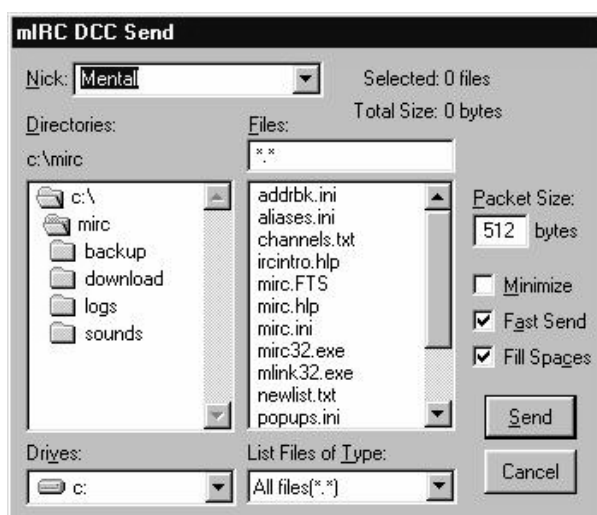 mIRC DCC Send
Nick: Mental
Selected: 0 files
Total Size: 0 bytes
Directories:
c:\mirc
c:\
mirc
backup
download
logs
sounds
Drives:
c:
Files:
*.*
addrbk.ini
aliases.ini
channels.txt
ircintro.hlp
mirc.FTS
mirc.hlp
mirc.ini
mirc32.exe
mlink32.exe
newlist.txt
popups.ini
List Files of Type:
All files(*.*)
Packet Size:
512 bytes
Minimize
Fast Send
Fill Spaces
Send
Cancel